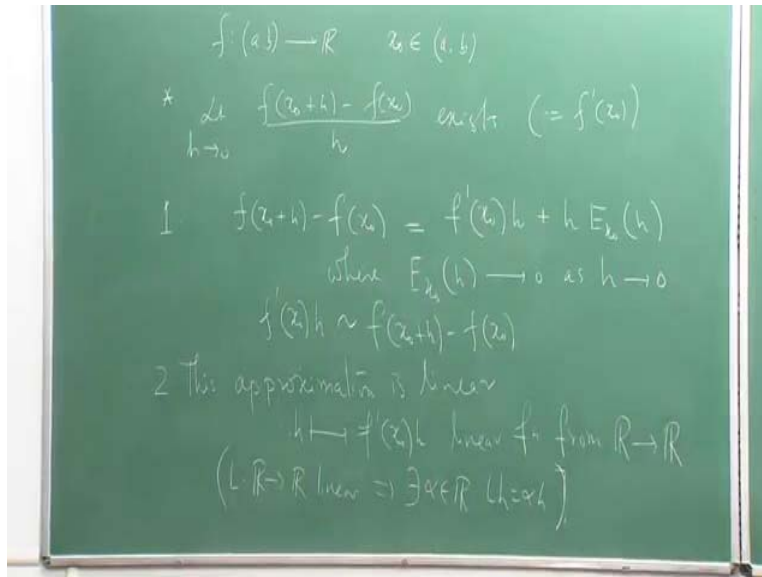 f: (a.b) → ℝ x₀ ∈ (a.b)
* Lt h→0 (f(x₀+h) - f(x₀))/h exists (:= f'(x₀))
1 f(x₀+h) - f(x₀) = f'(x₀)h + h E_{x₀}(h)
where E_{x₀}(h) → 0 as h → 0
f'(x₀)h ~ f'(x₀+h) - f(x₀)
2 This approximation is linear
h ⟼ f'(x₀)h linear fn from ℝ → ℝ
(L: ℝ → ℝ linear ⇒ ∃ α ∈ ℝ Lh = αh)